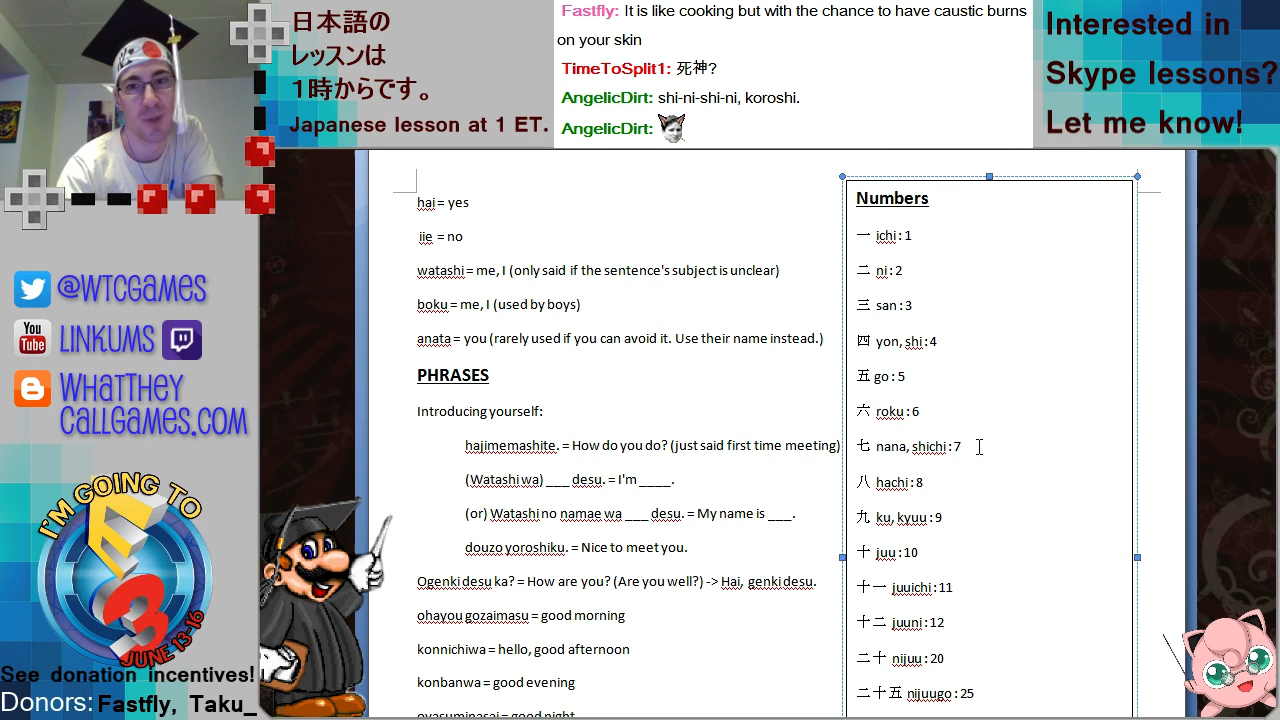 日本語の
レッスンは
１時からです。
Japanese lesson at 1 ET.
Fastfly: It is like cooking but with the chance to have caustic burns
on your skin
TimeToSplit1: 死神?
AngelicDirt: shi-ni-shi-ni, koroshi.
AngelicDirt:
Interested in
Skype lessons?
Let me know!
@WTCGAMES
You
Tube
LINKUMS
WHATTHEY
CALLGAMES.COM
I'M GOING TO
E3
JUNE 13-16
See donation incentives!
Donors: Fastfly, Taku_
hai = yes
iie = no
watashi = me, I (only said if the sentence's subject is unclear)
boku = me, I (used by boys)
anata = you (rarely used if you can avoid it. Use their name instead.)
PHRASES
Introducing yourself:
hajimemashite. = How do you do? (just said first time meeting)
(Watashi wa) ___ desu. = I'm ____.
(or) Watashi no namae wa ___ desu. = My name is ___.
douzo yoroshiku. = Nice to meet you.
Ogenki desu ka? = How are you? (Are you well?) -> Hai, genki desu.
ohayou gozaimasu = good morning
konnichiwa = hello, good afternoon
konbanwa = good evening
oyasuminasai = good night
Numbers
一 ichi:1
二 ni:2
三 san:3
四 yon, shi:4
五 go:5
六 roku:6
七 nana, shichi:7
八 hachi:8
九 ku, kyuu:9
十 juu:10
十一 juuichi:11
十二 juuni:12
二十 nijuu:20
二十五 nijuugo:25